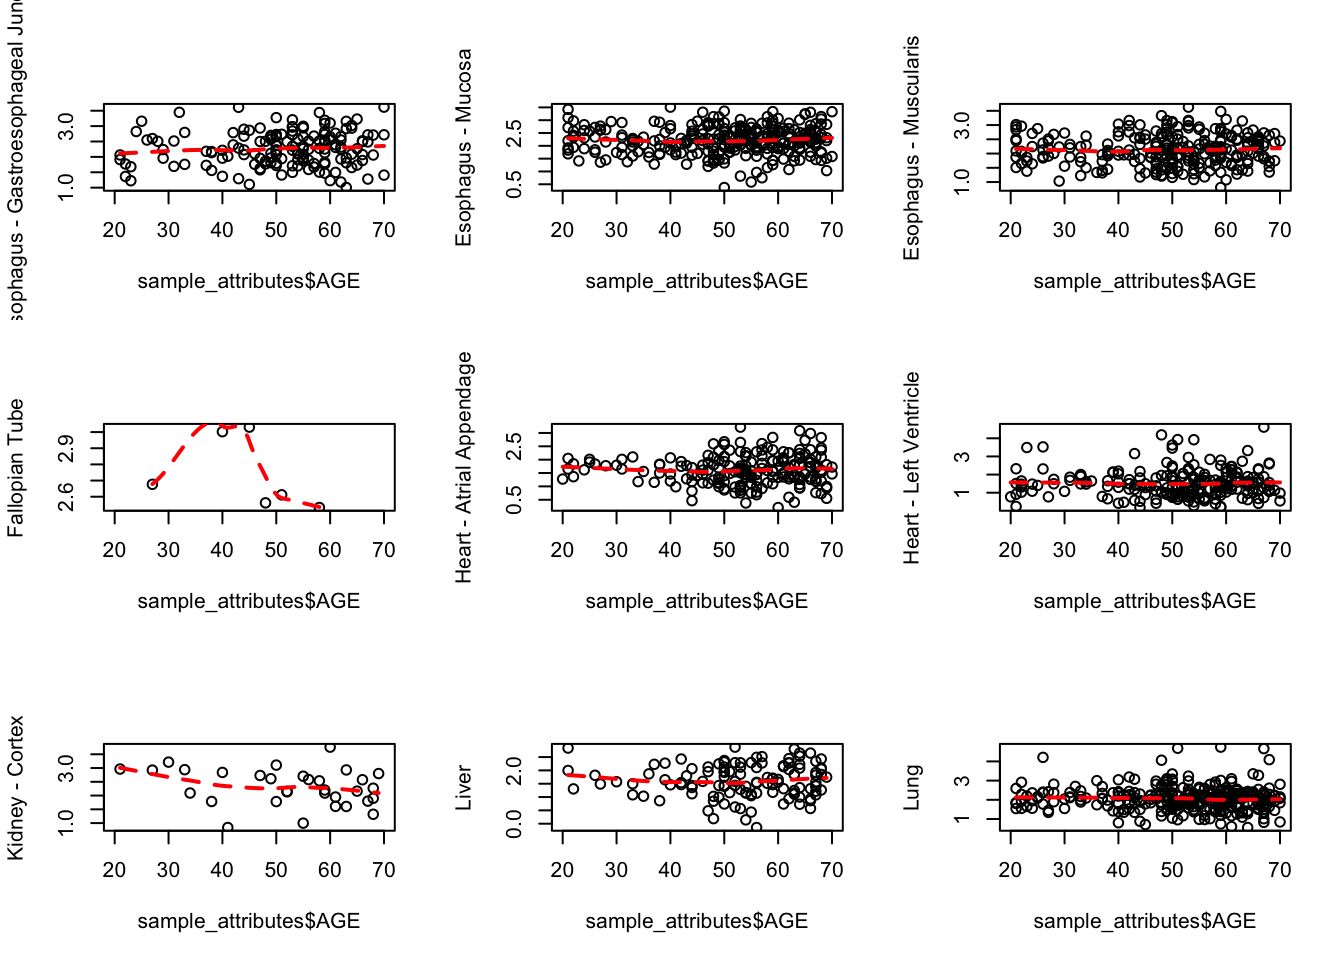 sophagus - Gastroesophageal Junc
3.0
1.0
20 30 40 50 60 70
sample_attributes$AGE
Esophagus - Mucosa
2.5
0.5
20 30 40 50 60 70
sample_attributes$AGE
Esophagus - Muscularis
3.0
1.0
20 30 40 50 60 70
sample_attributes$AGE
Fallopian Tube
2.9
2.6
20 30 40 50 60 70
sample_attributes$AGE
Heart - Atrial Appendage
2.5
0.5
20 30 40 50 60 70
sample_attributes$AGE
Heart - Left Ventricle
3
1
20 30 40 50 60 70
sample_attributes$AGE
Kidney - Cortex
3.0
1.0
20 30 40 50 60 70
sample_attributes$AGE
Liver
2.0
0.0
20 30 40 50 60 70
sample_attributes$AGE
Lung
3
1
20 30 40 50 60 70
sample_attributes$AGE